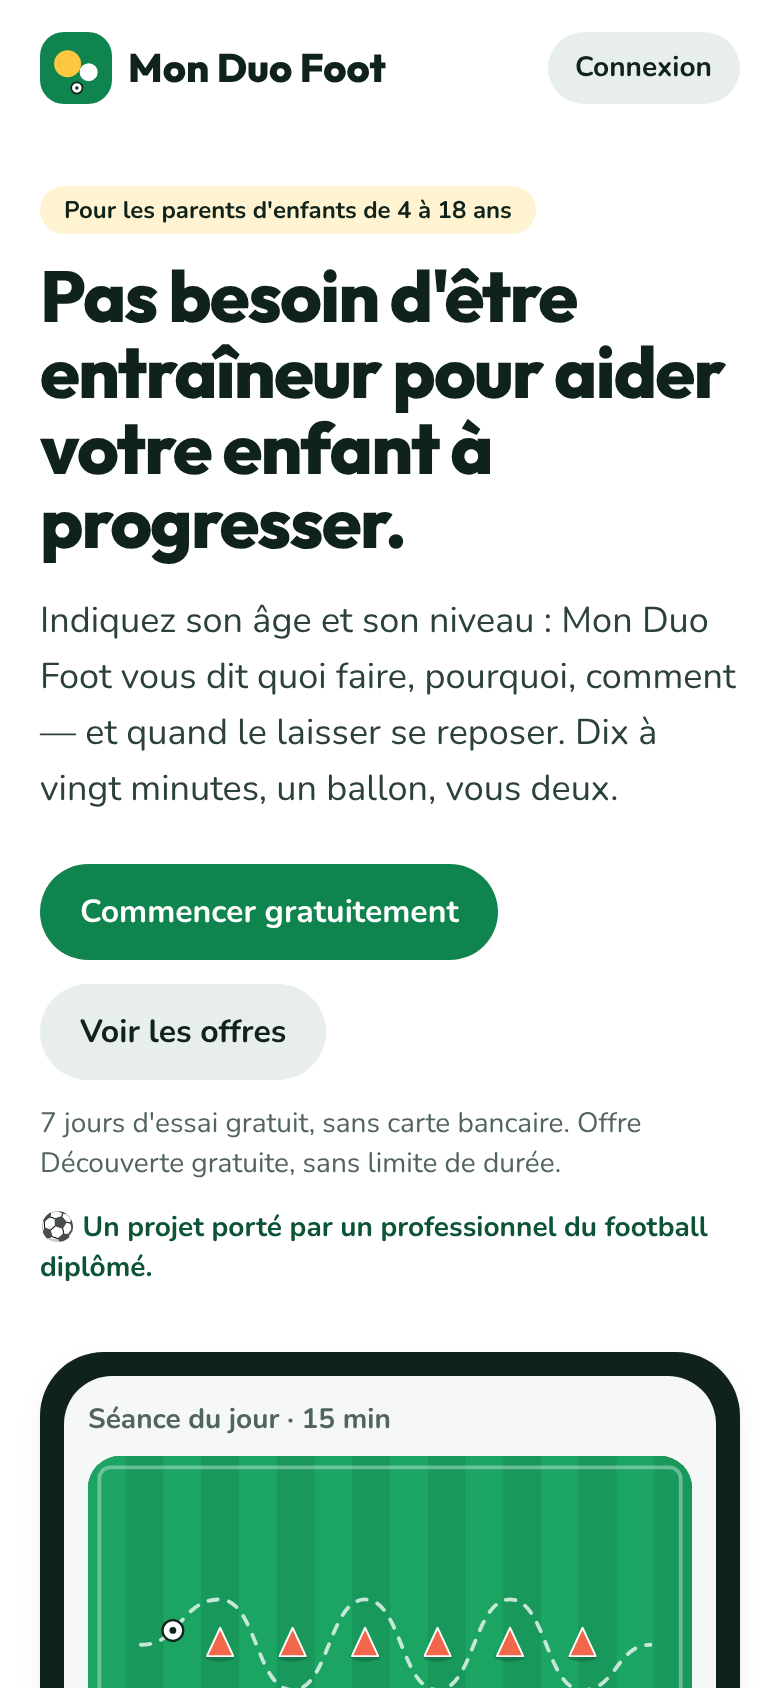 Mon Duo Foot
Connexion
Pour les parents d'enfants de 4 à 18 ans
Pas besoin d'être
entraîneur pour aider
votre enfant à
progresser.
Indiquez son âge et son niveau : Mon Duo
Foot vous dit quoi faire, pourquoi, comment
— et quand le laisser se reposer. Dix à
vingt minutes, un ballon, vous deux.
Commencer gratuitement
Voir les offres
7 jours d'essai gratuit, sans carte bancaire. Offre
Découverte gratuite, sans limite de durée.
⚽ Un projet porté par un professionnel du football
diplômé.
Séance du jour · 15 min